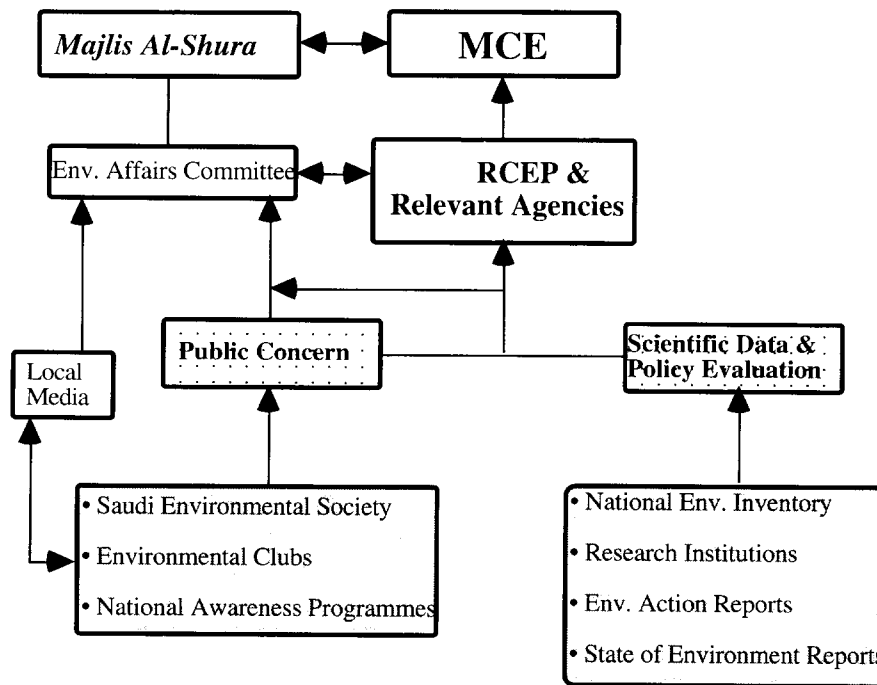 Majlis Al-Shura
MCE
Env. Affairs Committee
RCEP &
Relevant Agencies
Public Concern
Scientific Data &
Policy Evaluation
Local
Media
• Saudi Environmental Society
• Environmental Clubs
• National Awareness Programmes
• National Env. Inventory
• Research Institutions
• Env. Action Reports
• State of Environment Reports